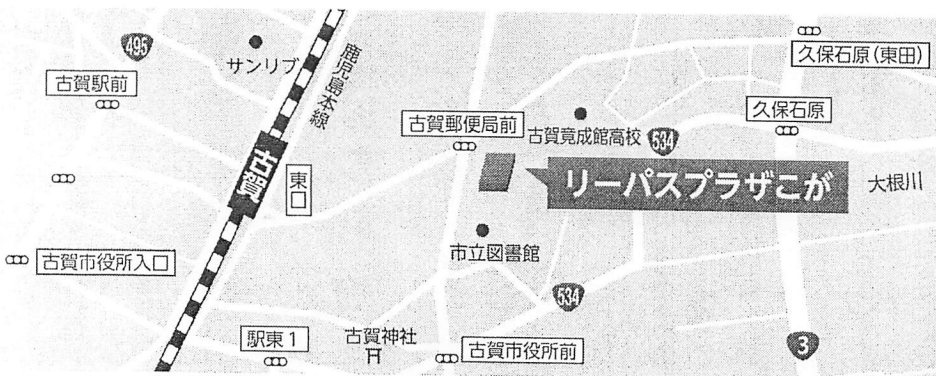 495
サンリブ
古賀駅前
鹿児島本線
古賀
東口
古賀市役所入口
駅東1
古賀神社
古賀市役所前
古賀郵便局前
古賀竟成館高校
534
リーパスプラザこが
市立図書館
534
久保石原(東田)
久保石原
大根川
3